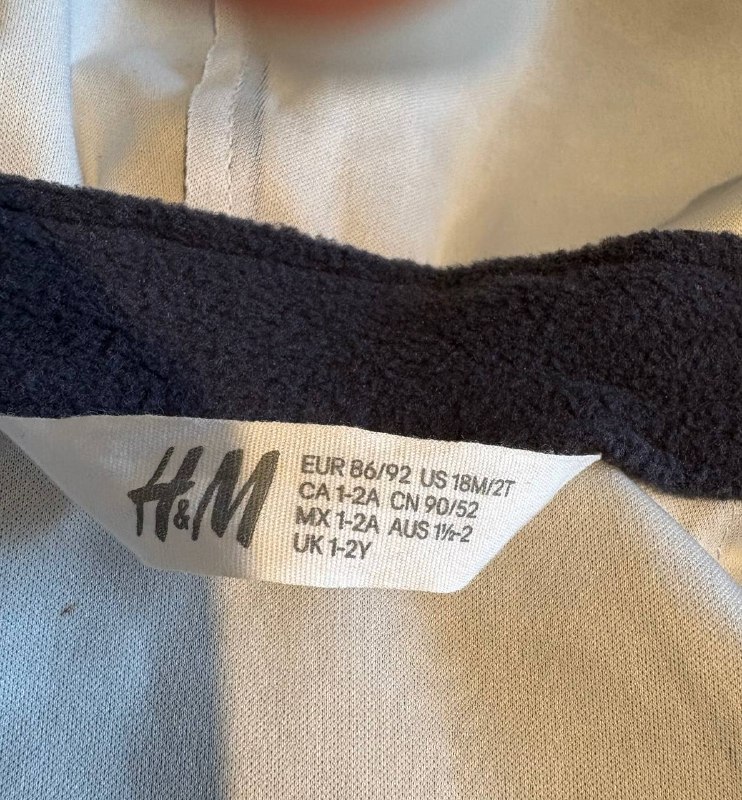 H&M
EUR 86/92 US 18M/2T
CA 1-2A CN 90/52
MX 1-2A AUS 1½-2
UK 1-2Y